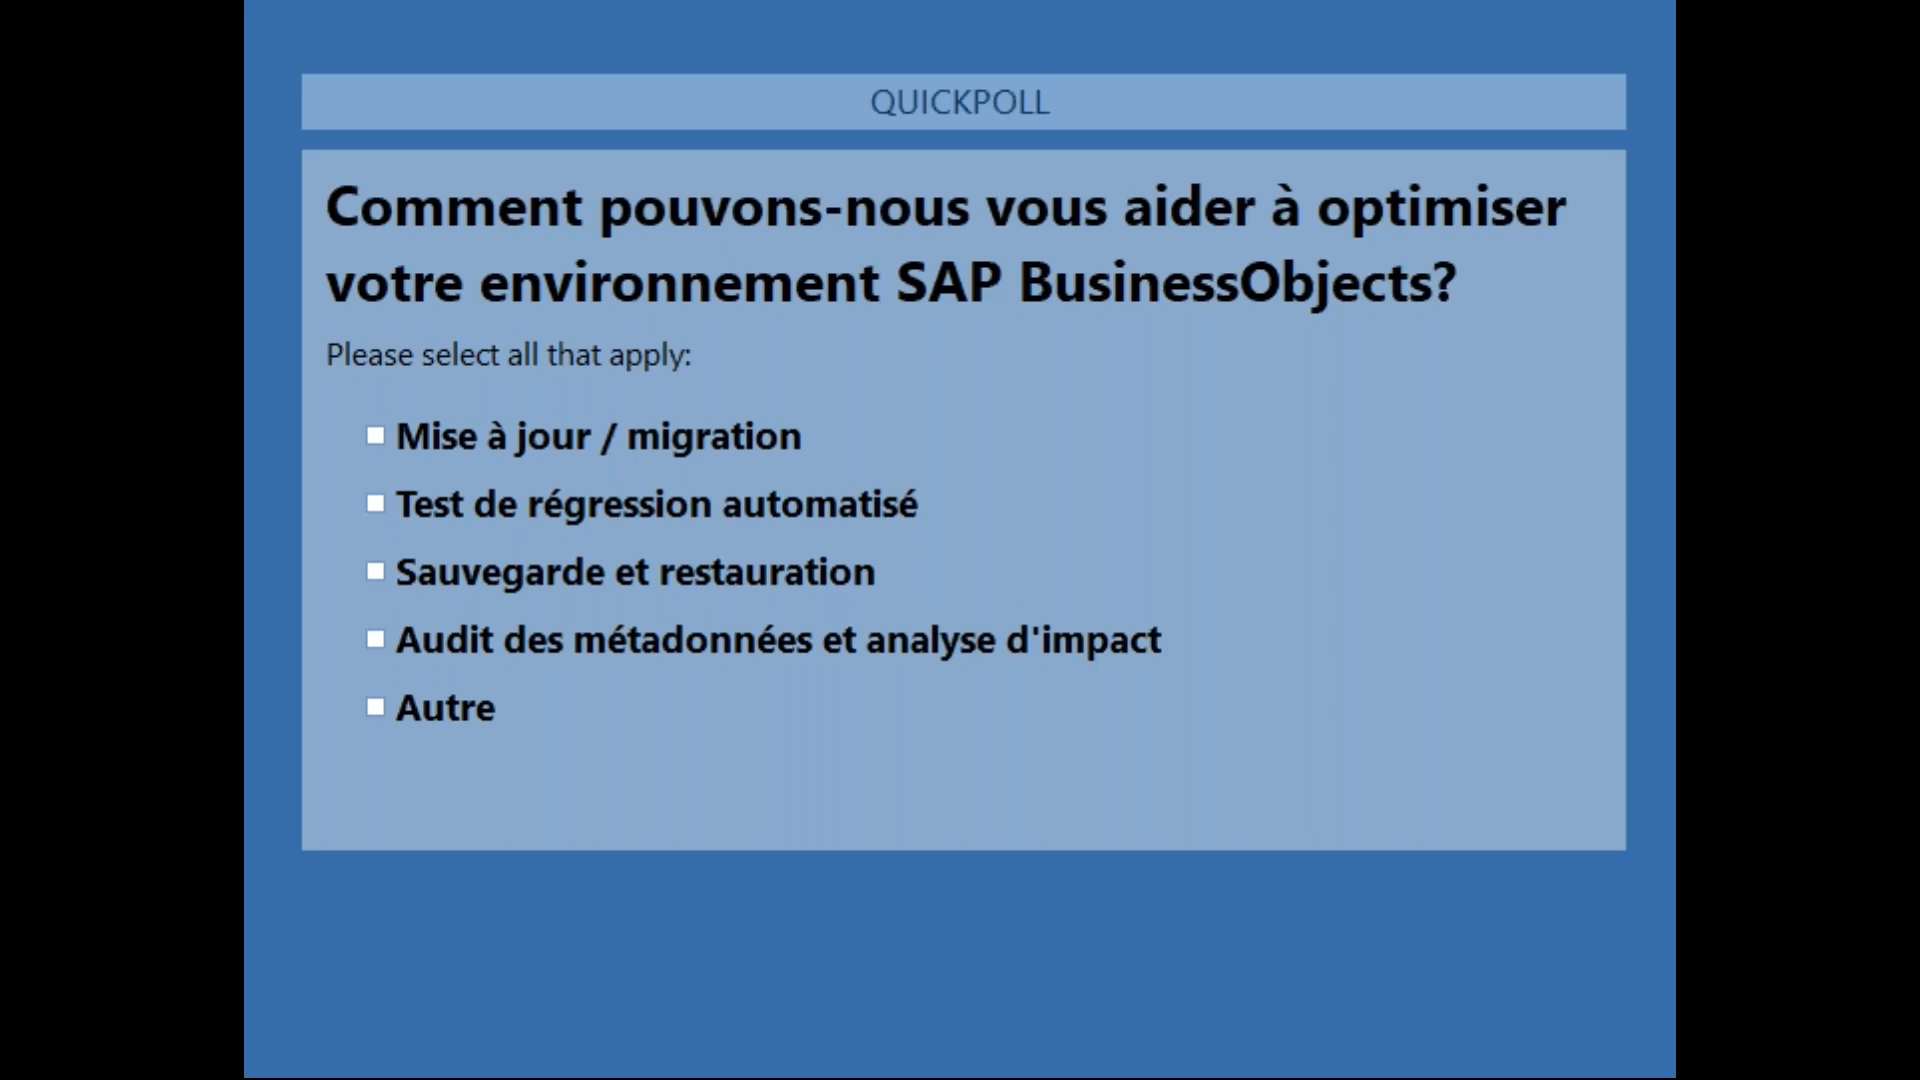 QUICKPOLL
Comment pouvons-nous vous aider à optimiser
votre environnement SAP BusinessObjects?
Please select all that apply:
Mise à jour / migration
Test de régression automatisé
Sauvegarde et restauration
Audit des métadonnées et analyse d'impact
Autre